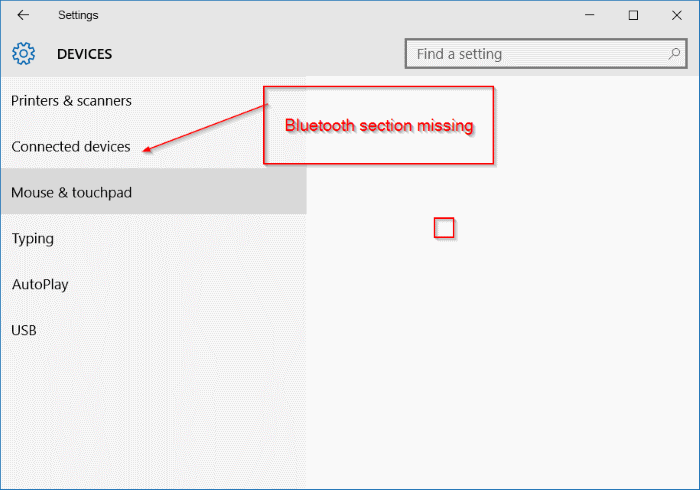 Settings
DEVICES
Find a setting
Printers & scanners
Bluetooth section missing
Connected devices
Mouse & touchpad
Typing
AutoPlay
USB